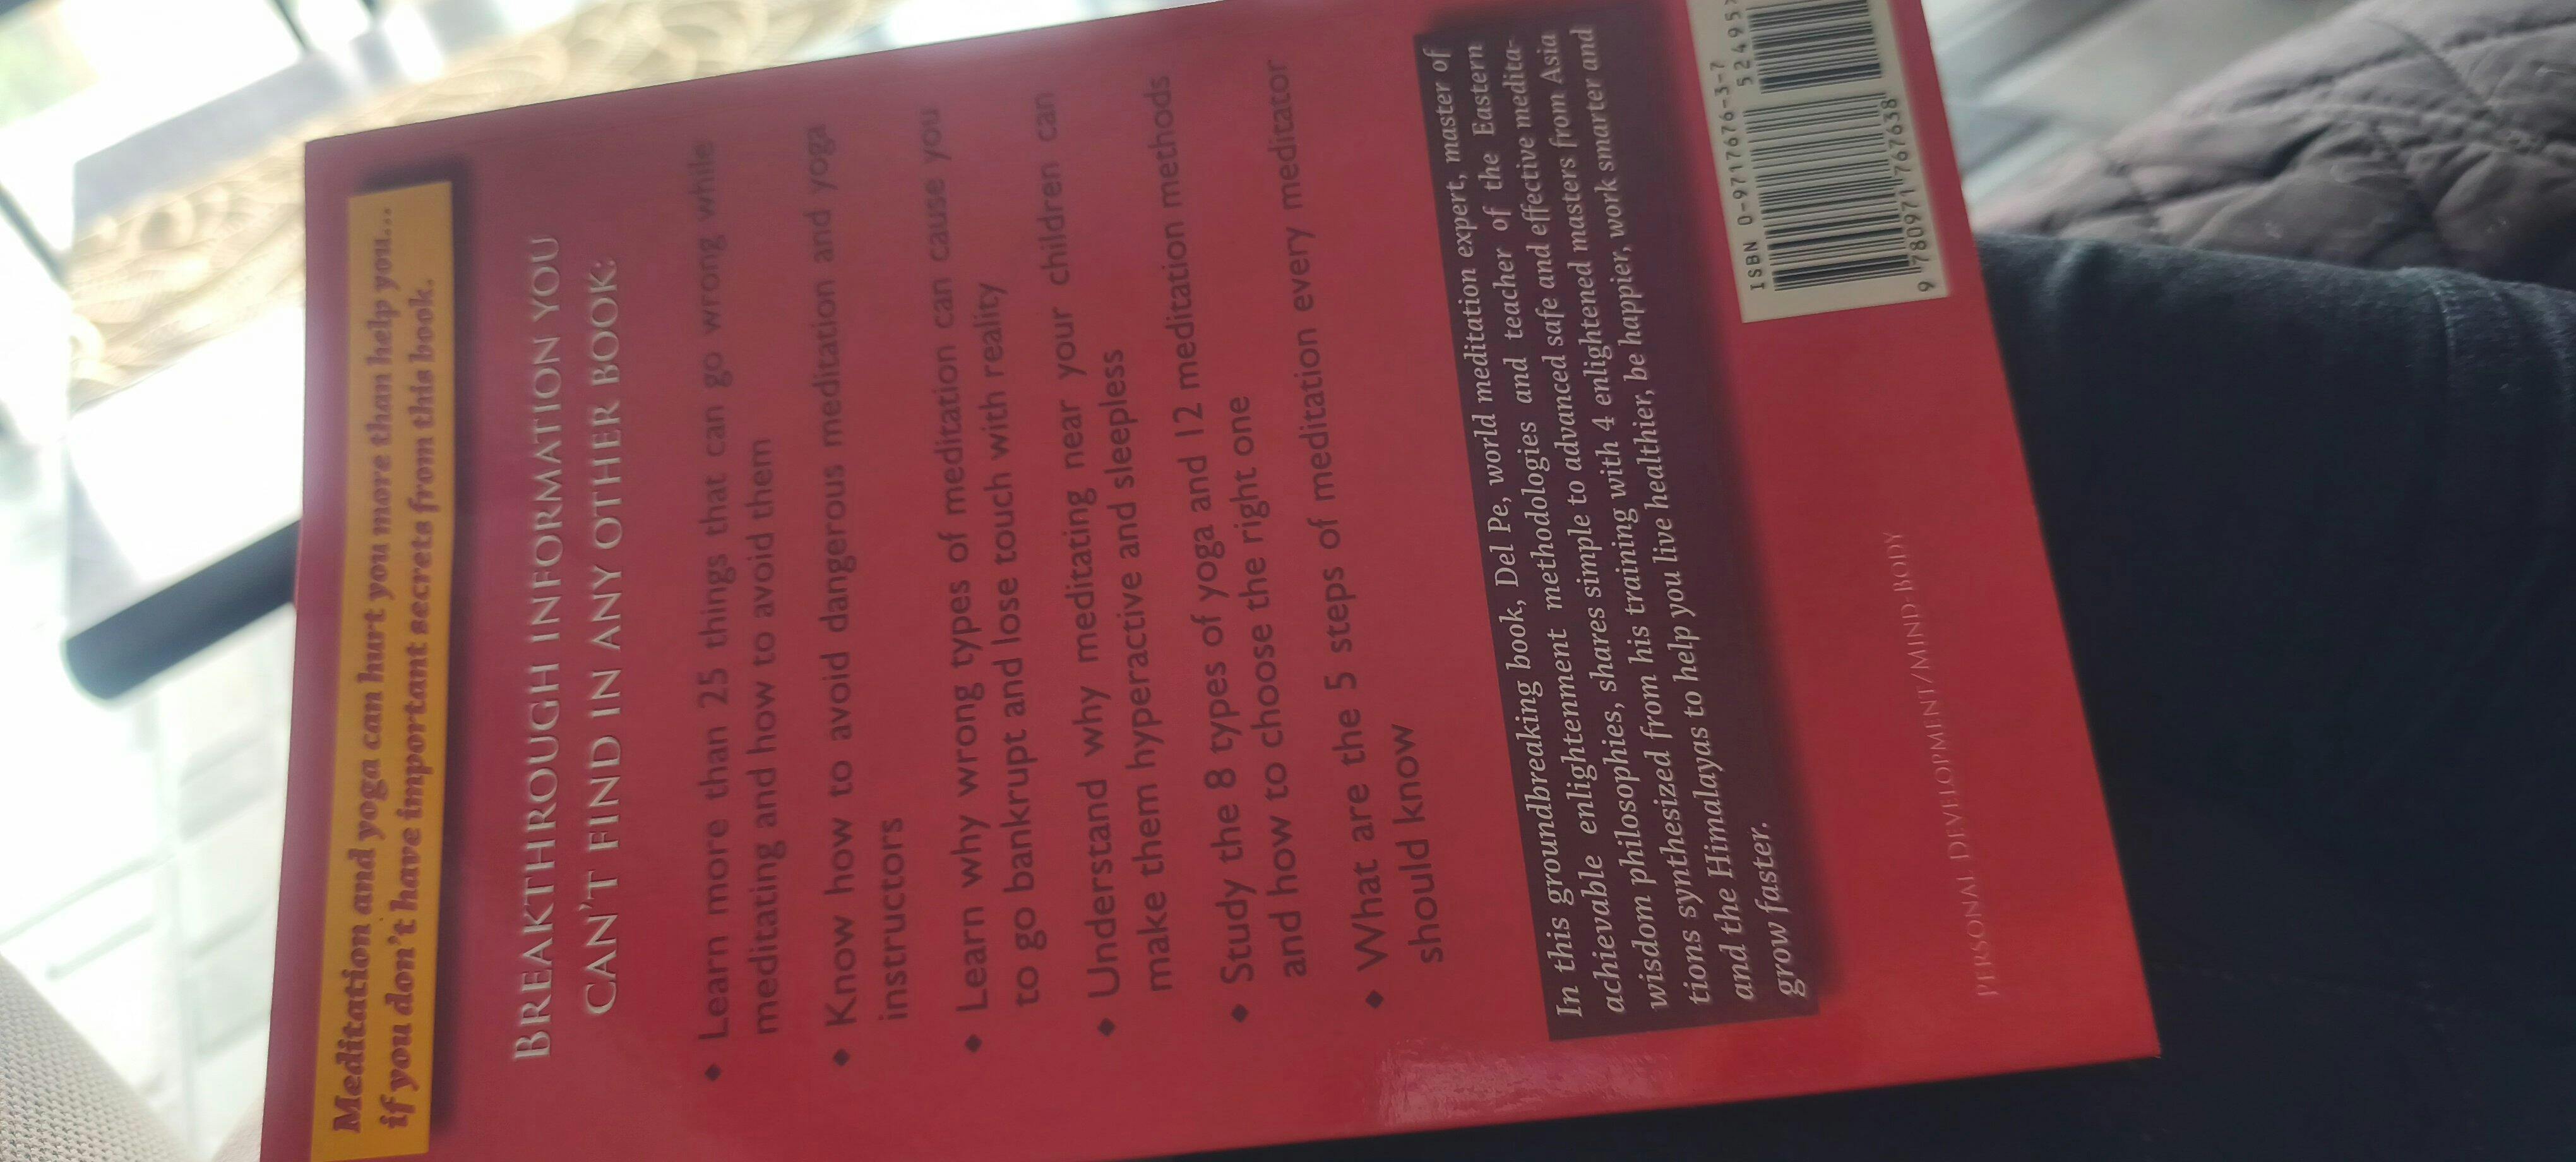 Meditation and yoga can hurt you more than help you...
if you don't have important secrets from this book.
BREAKTHROUGH INFORMATION YOU
CAN'T FIND IN ANY OTHER BOOK:
◆ Learn more than 25 things that can go wrong while
meditating and how to avoid them
◆ Know how to avoid dangerous meditation and yoga
instructors
◆ Learn why wrong types of meditation can cause you
to go bankrupt and lose touch with reality
◆ Understand why meditating near your children can
make them hyperactive and sleepless
◆ Study the 8 types of yoga and 12 meditation methods
and how to choose the right one
◆ What are the 5 steps of meditation every meditator
should know
In this groundbreaking book, Del Pe, world meditation expert, master of
achievable enlightenment methodologies and teacher of the Eastern
wisdom philosophies, shares simple to advanced safe and effective medita-
tions synthesized from his training with 4 enlightened masters from Asia
and the Himalayas to help you live healthier, be happier, work smarter and
grow faster.
PERSONAL DEVELOPMENT/MIND-BODY
ISBN 0-9717676-3-7
52495
9 780971 767638